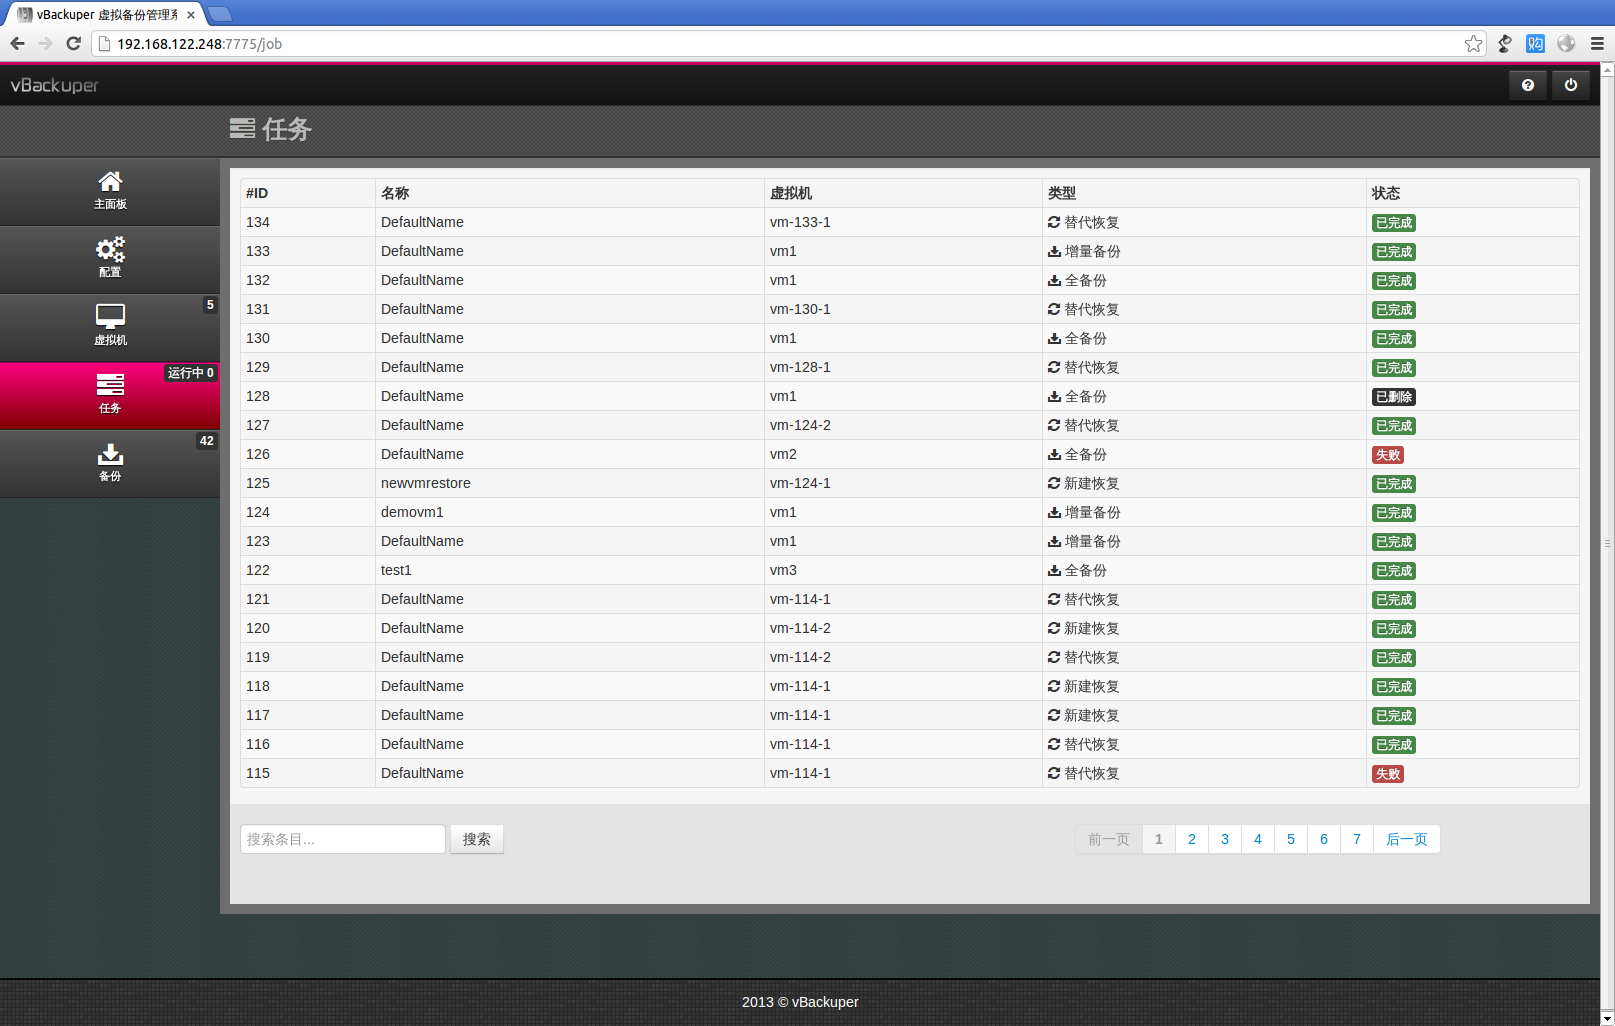 vBackuper 虚拟备份管理系
192.168.122.248:7775/job
vBackuper
任务
主面板
配置
5
虚拟机
运行中 0
任务
42
备份
#ID 名称 虚拟机 类型 状态
134 DefaultName vm-133-1 替代恢复 已完成
133 DefaultName vm1 增量备份 已完成
132 DefaultName vm1 全备份 已完成
131 DefaultName vm-130-1 替代恢复 已完成
130 DefaultName vm1 全备份 已完成
129 DefaultName vm-128-1 替代恢复 已完成
128 DefaultName vm1 全备份 已删除
127 DefaultName vm-124-2 替代恢复 已完成
126 DefaultName vm2 全备份 失败
125 newvmrestore vm-124-1 新建恢复 已完成
124 demovm1 vm1 增量备份 已完成
123 DefaultName vm1 增量备份 已完成
122 test1 vm3 全备份 已完成
121 DefaultName vm-114-1 替代恢复 已完成
120 DefaultName vm-114-2 新建恢复 已完成
119 DefaultName vm-114-2 替代恢复 已完成
118 DefaultName vm-114-1 新建恢复 已完成
117 DefaultName vm-114-1 新建恢复 已完成
116 DefaultName vm-114-1 替代恢复 已完成
115 DefaultName vm-114-1 替代恢复 失败
搜索条目... 搜索 前一页 1 2 3 4 5 6 7 后一页
2013 © vBackuper
购